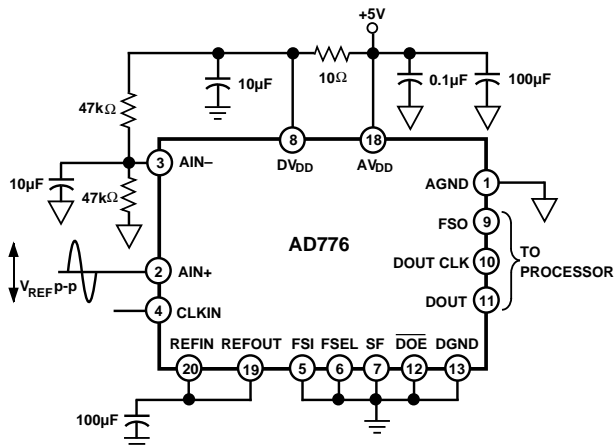 +5V
10µF
10Ω
0.1µF
100µF
47kΩ
8
18
DVDD
AVDD
3
AIN–
10µF
47kΩ
AGND
1
FSO
9
AD776
TO
PROCESSOR
DOUT CLK
10
VREF p-p
2
AIN+
DOUT
11
4
CLKIN
REFIN
REFOUT
FSI
FSEL
SF
DOE
DGND
20
19
5
6
7
12
13
100µF